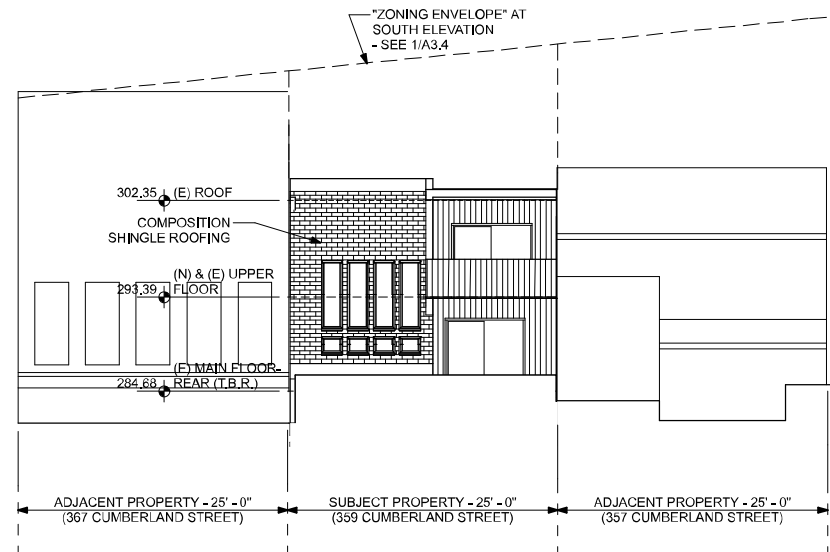 "ZONING ENVELOPE" AT
SOUTH ELEVATION
- SEE 1/A3.4
302.35 (E) ROOF
COMPOSITION
SHINGLE ROOFING
(N) & (E) UPPER
293.39 FLOOR
(E) MAIN FLOOR-
284.68 REAR (T.B.R.)
ADJACENT PROPERTY - 25' - 0"
(367 CUMBERLAND STREET)
SUBJECT PROPERTY - 25' - 0"
(359 CUMBERLAND STREET)
ADJACENT PROPERTY - 25' - 0"
(357 CUMBERLAND STREET)